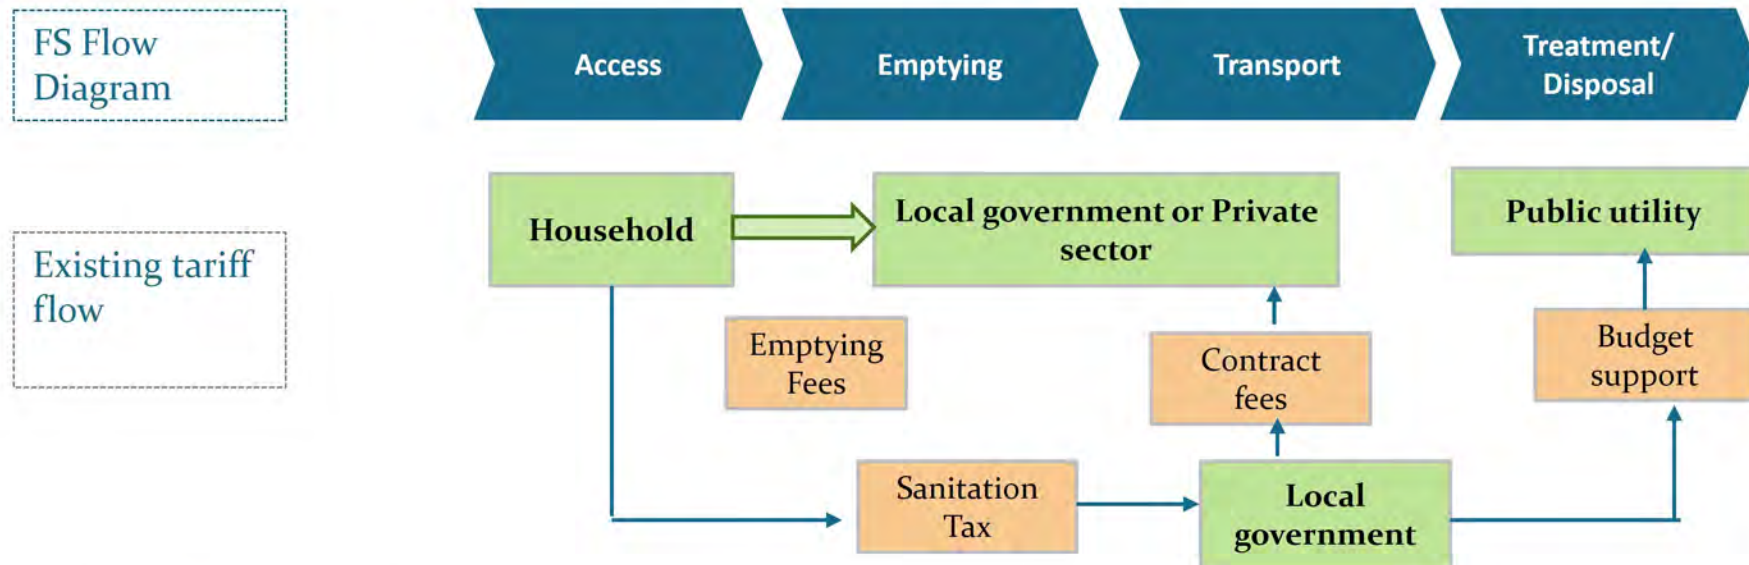 FS Flow
Diagram
Access
Emptying
Transport
Treatment/
Disposal
Existing tariff
flow
Household
Local government or Private
sector
Public utility
Emptying
Fees
Contract
fees
Budget
support
Sanitation
Tax
Local
government